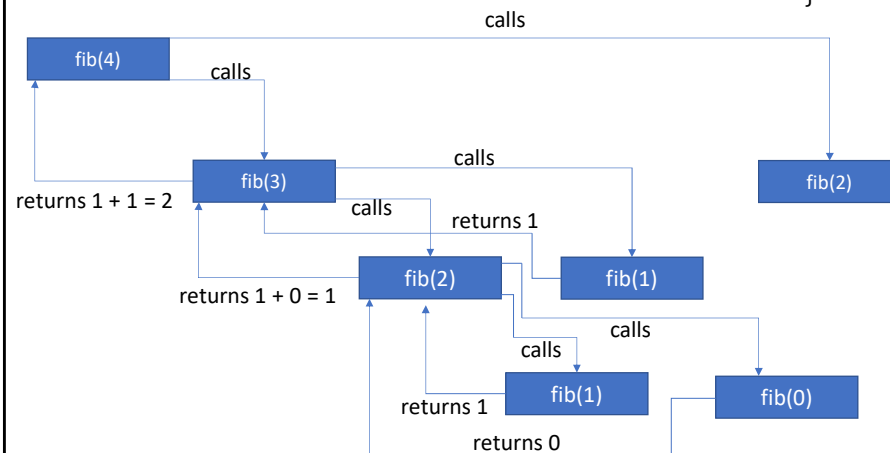 }
calls
fib(4)
calls
calls
fib(3)
fib(2)
returns 1 + 1 = 2
calls
returns 1
fib(2)
fib(1)
returns 1 + 0 = 1
calls
calls
fib(1)
fib(0)
returns 1
returns 0